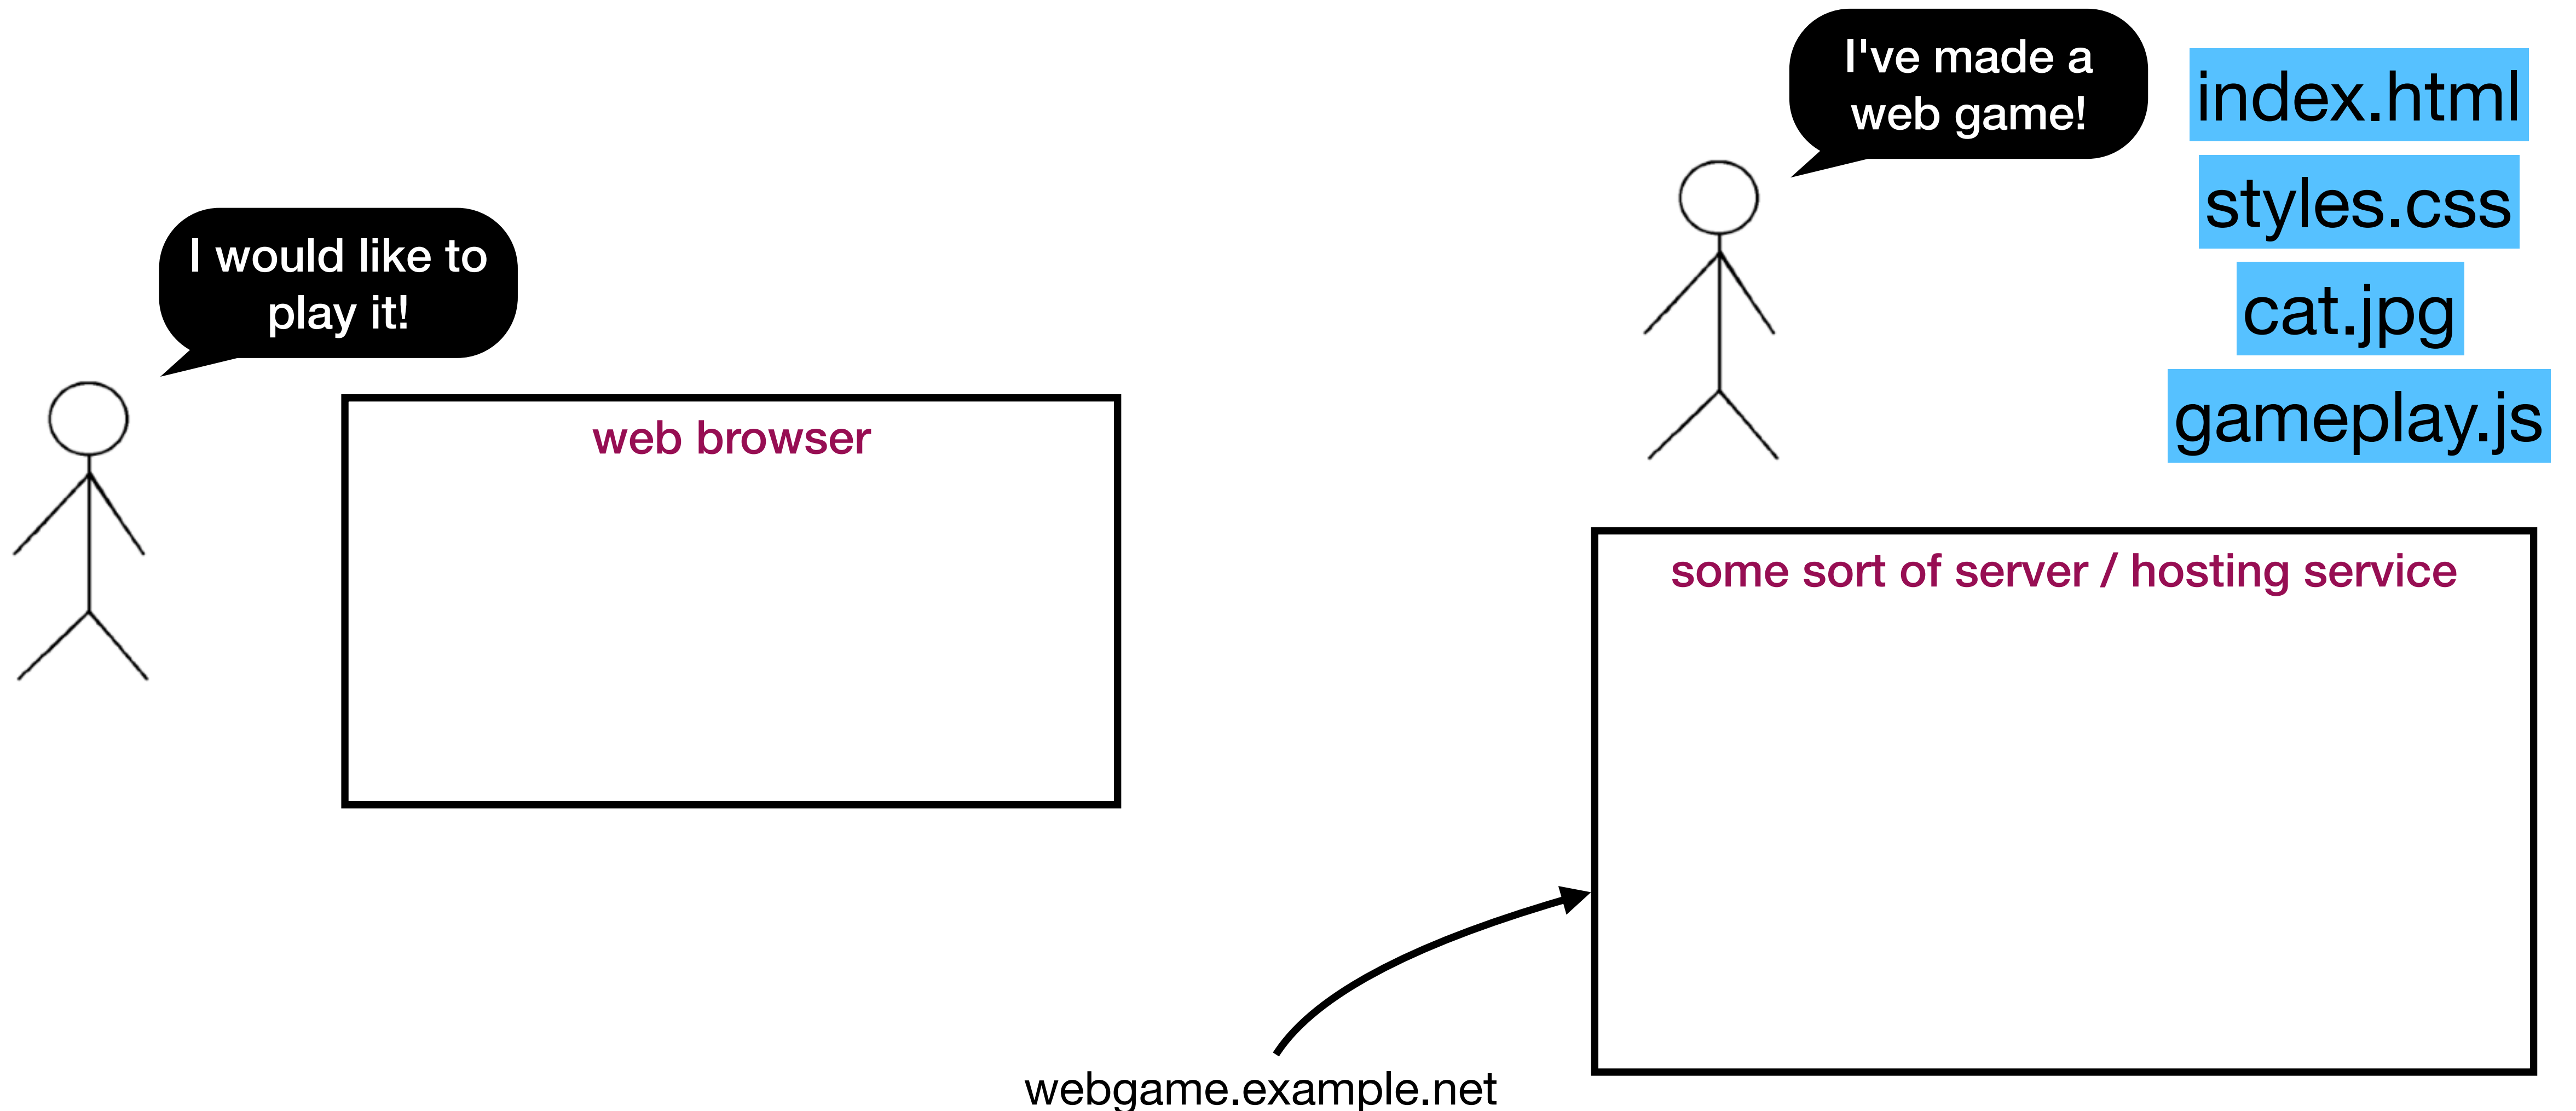 I've made a
web game!
index.html
styles.css
cat.jpg
gameplay.js
I would like to
play it!
web browser
some sort of server / hosting service
webgame.example.net